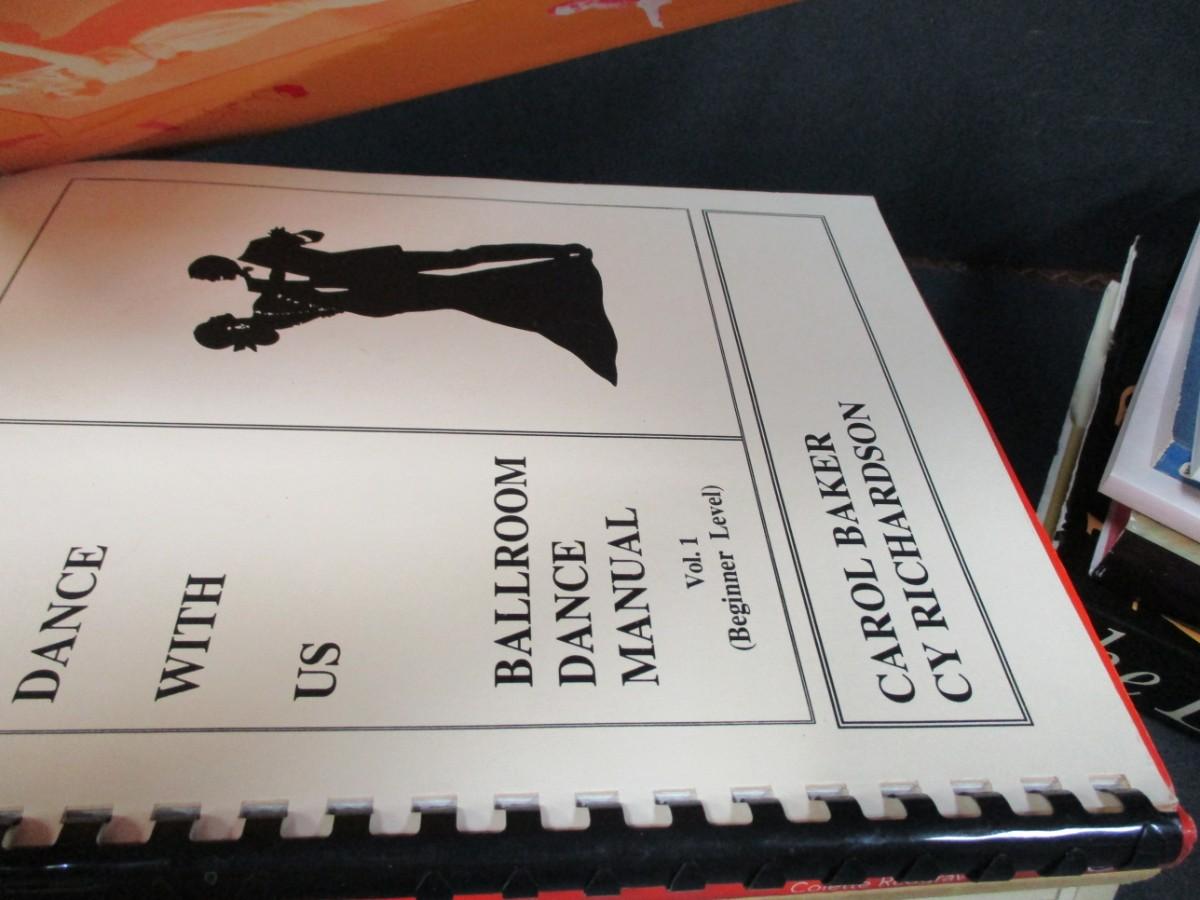 DANCE
WITH
US
BALLROOM
DANCE
MANUAL
Vol. 1
(Beginner Level)
CAROL BAKER
CY RICHARDSON